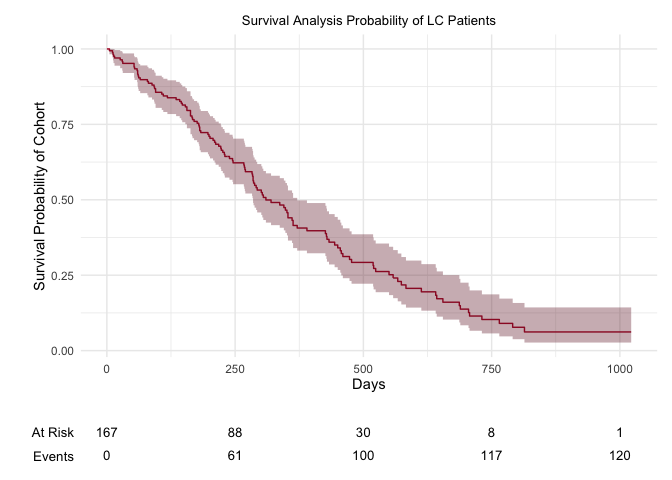 Survival Analysis Probability of LC Patients
Survival Probability of Cohort
1.00
0.75
0.50
0.25
0.00
0 250 500 750 1000
Days
At Risk 167 88 30 8 1
Events 0 61 100 117 120